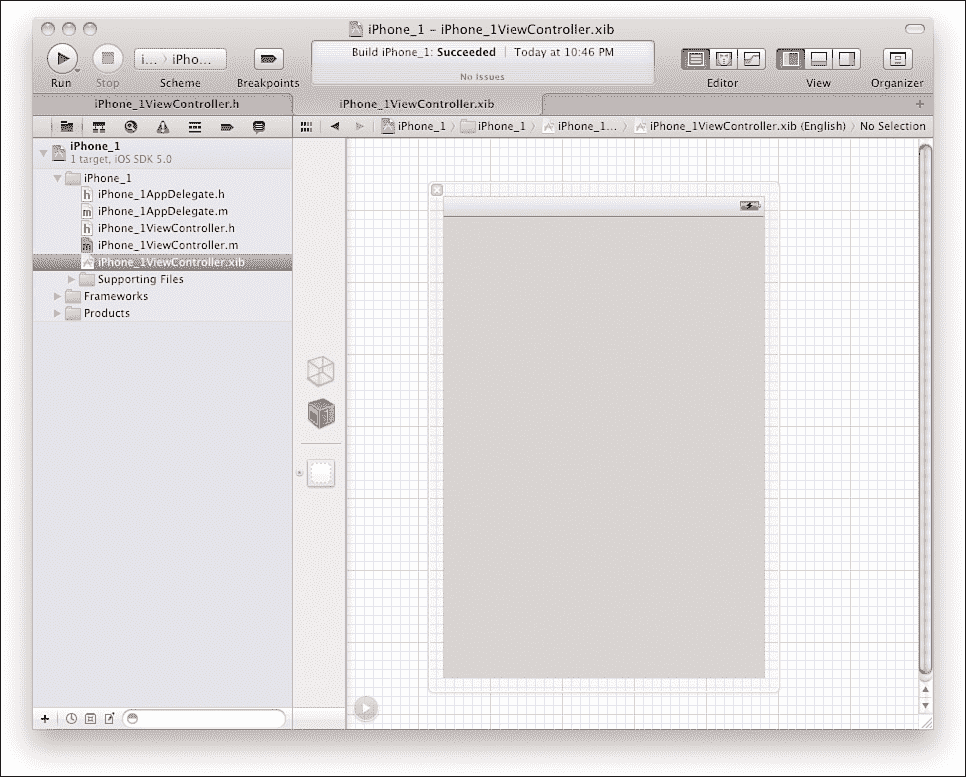 iPhone_1 – iPhone_1ViewController.xib
i... › iPho...
Build iPhone_1: Succeeded | Today at 10:46 PM
No Issues
Run
Stop
Scheme
Breakpoints
Editor
View
Organizer
iPhone_1ViewController.h
iPhone_1ViewController.xib
iPhone_1 › iPhone_1 › iPhone_1... › iPhone_1ViewController.xib (English) › No Selection
iPhone_1
1 target, iOS SDK 5.0
iPhone_1
h iPhone_1AppDelegate.h
m iPhone_1AppDelegate.m
h iPhone_1ViewController.h
m iPhone_1ViewController.m
iPhone_1ViewController.xib
Supporting Files
Frameworks
Products